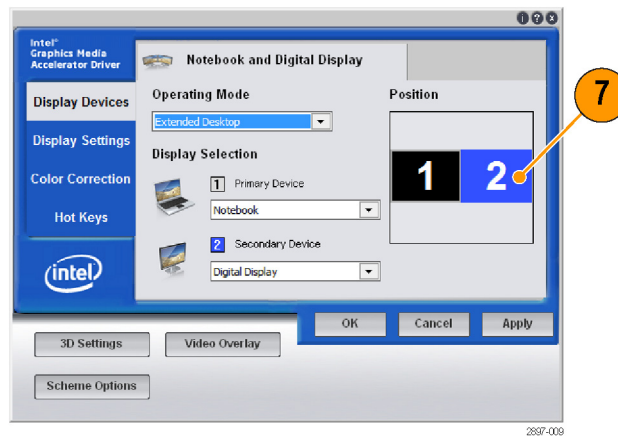 Intel®
Graphics Media
Accelerator Driver
Notebook and Digital Display
Display Devices
Display Settings
Color Correction
Hot Keys
intel
Operating Mode
Extended Desktop
Display Selection
1 Primary Device
Notebook
2 Secondary Device
Digital Display
Position
1 2
7
OK Cancel Apply
3D Settings Video Overlay
Scheme Options
2897-009